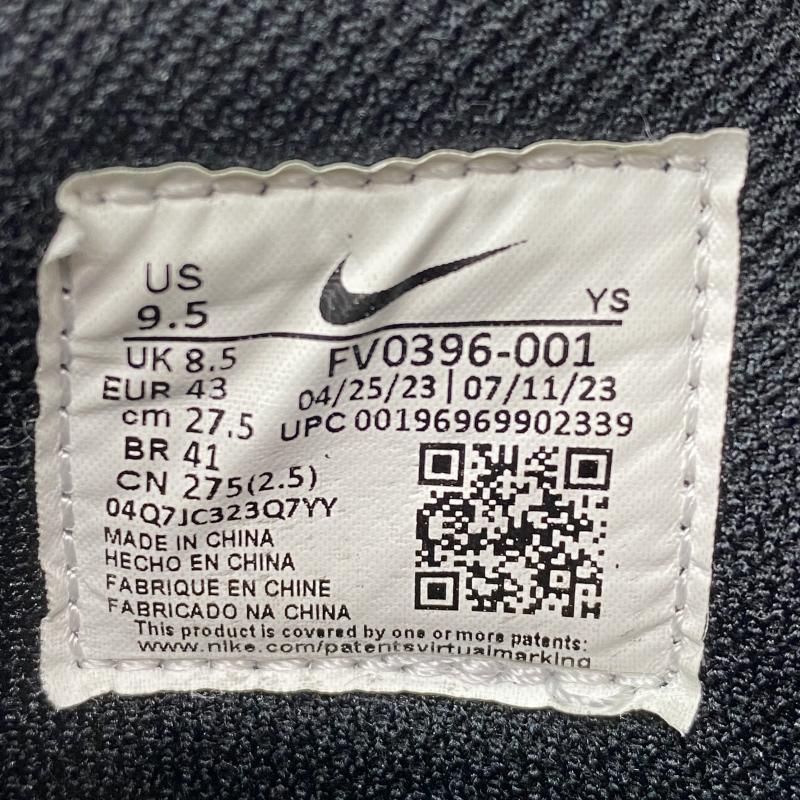 US
9.5
YS
UK 8.5
FV0396-001
EUR 43
04/25/23 | 07/11/23
cm 27.5
UPC 00196969902339
BR 41
CN 275(2.5)
04Q7JC323Q7YY
MADE IN CHINA
HECHO EN CHINA
FABRIQUE EN CHINE
FABRICADO NA CHINA
This product is covered by one or more patents:
www.nike.com/patentsvirtualmarking